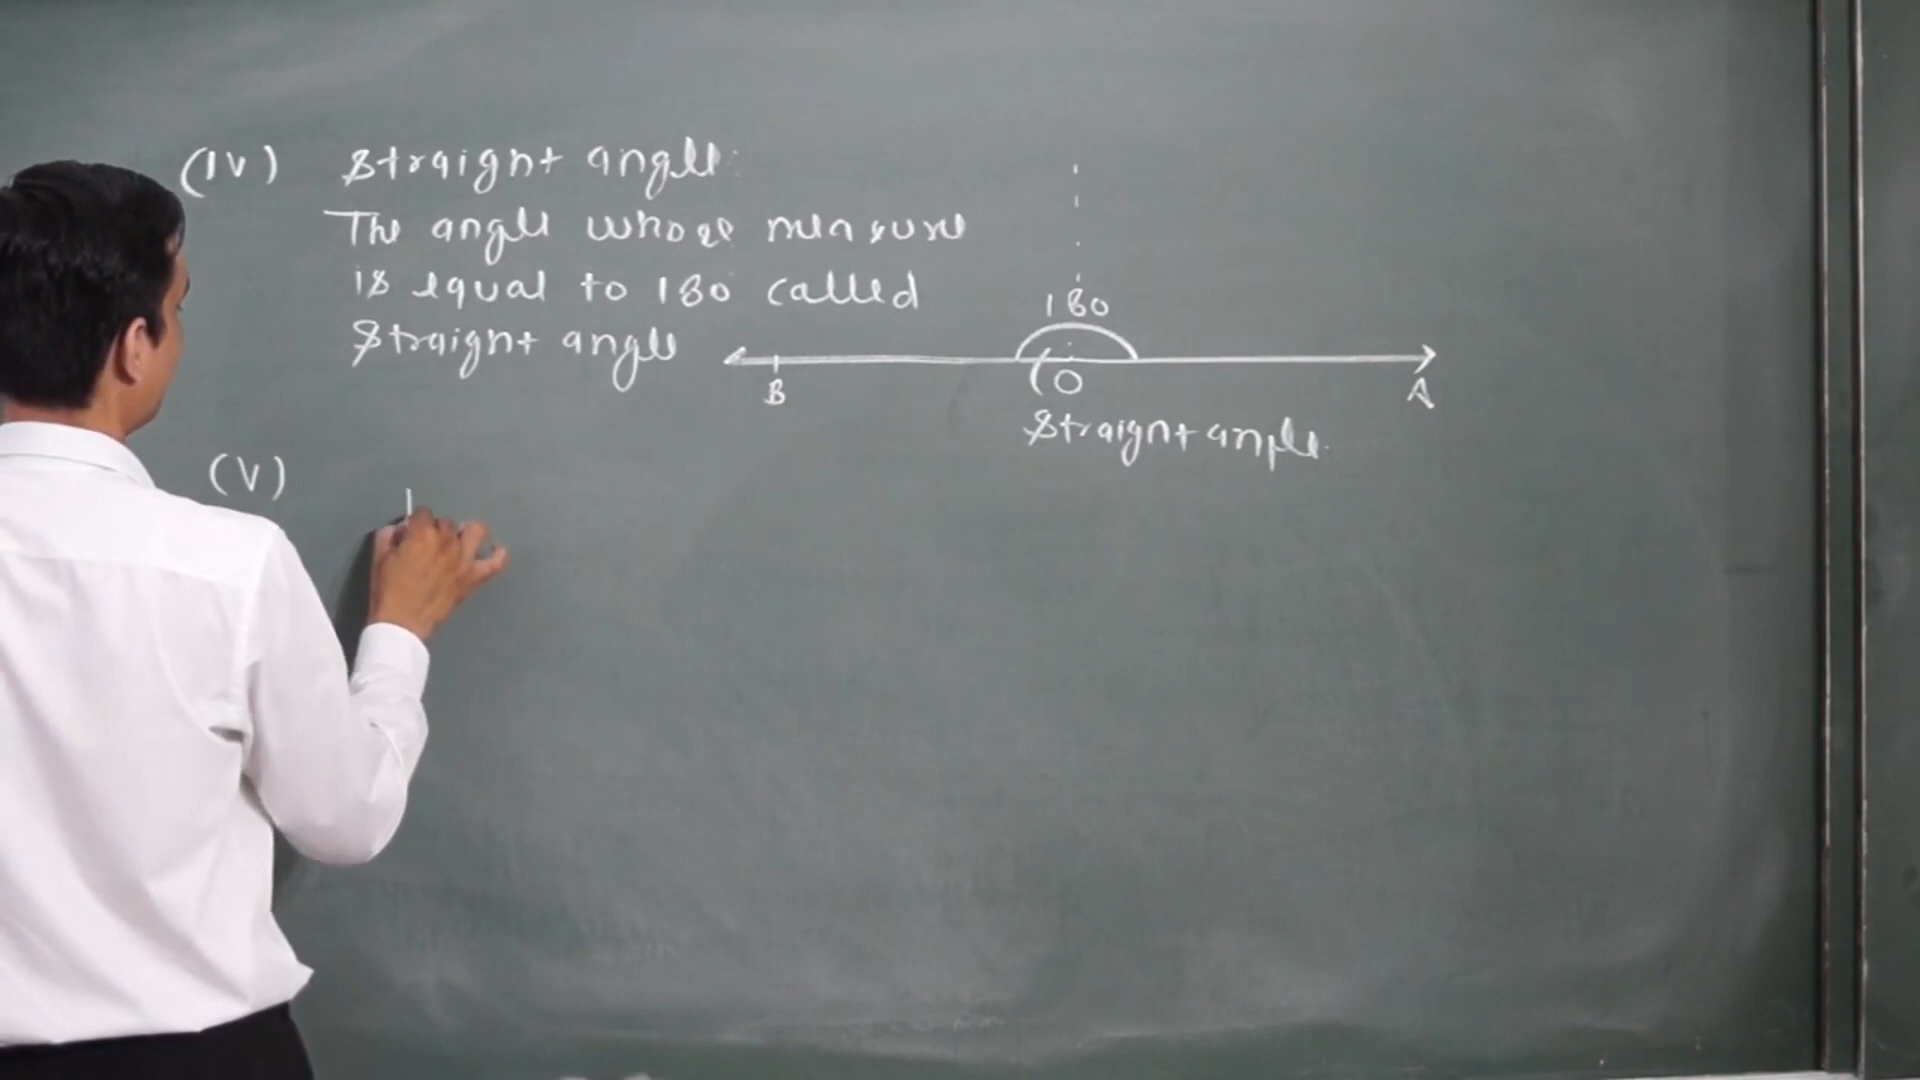 (IV) Straight angle:
The angle whose measure
is equal to 180° called
Straight angle
180
B
O
A
Straight angle.
(V)